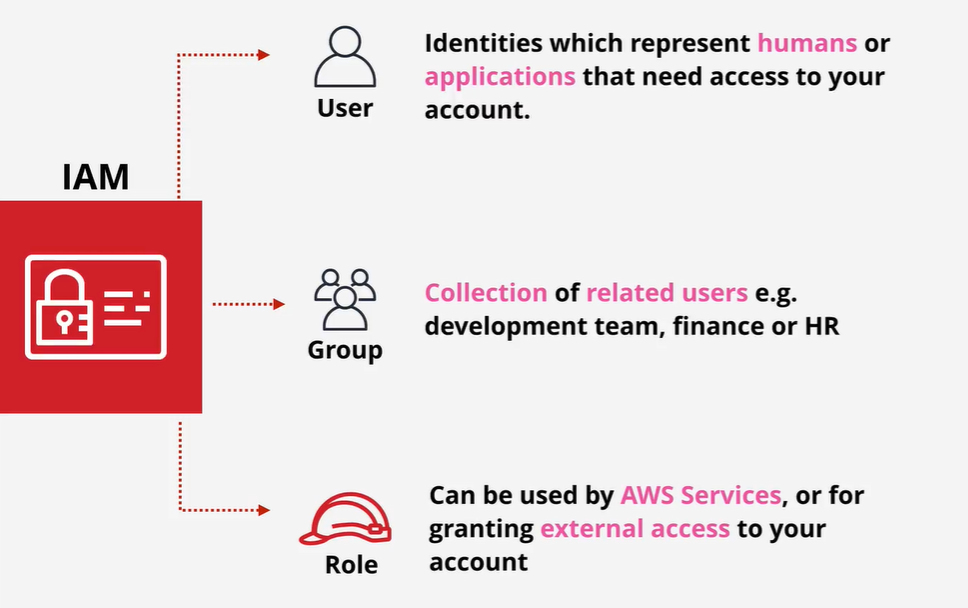 IAM
User
Identities which represent humans or
applications that need access to your
account.
Group
Collection of related users e.g.
development team, finance or HR
Role
Can be used by AWS Services, or for
granting external access to your
account